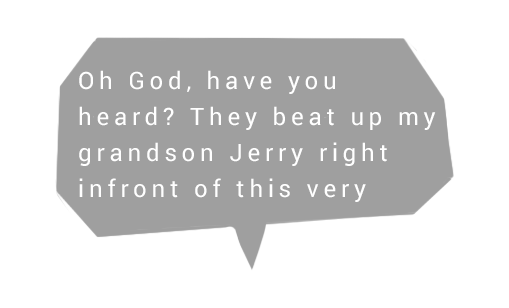 Oh God, have you
heard? They beat up my
grandson Jerry right
infront of this very